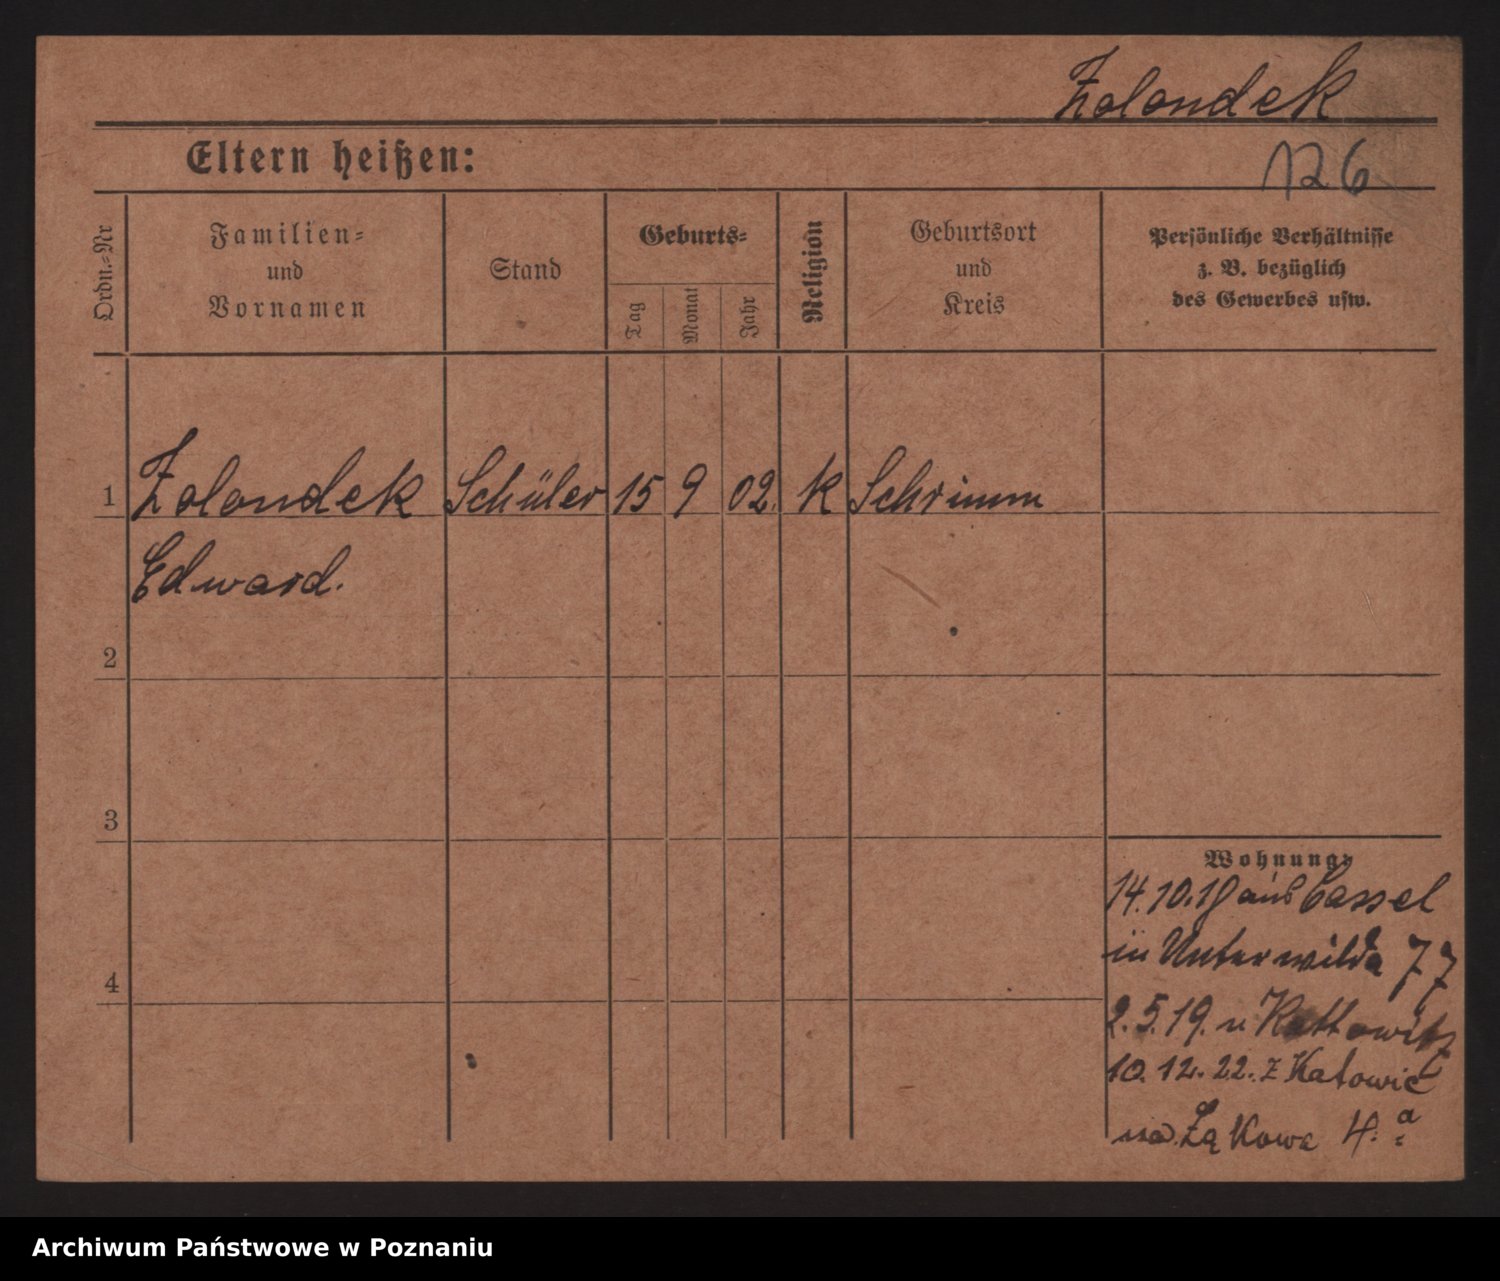 Zolondek
Eltern heißen:
126
Ordn.-Nr
Familien-
und
Vornamen
Stand
Geburts-
Tag
Monat
Jahr
Religion
Geburtsort
und
Kreis
Persönliche Verhältnisse
z. B. bezüglich
des Gewerbes usw.
1 Zolondek Schüler 15 9 02. k Schrimm
Edward.
2
3
4
Wohnung
14.10.19 aus Cassel
in Unterwilda 77
2.5.19. n Kattowitz
10.12.22. z Katowic
na Łąkowa 4.a
Archiwum Państwowe w Poznaniu